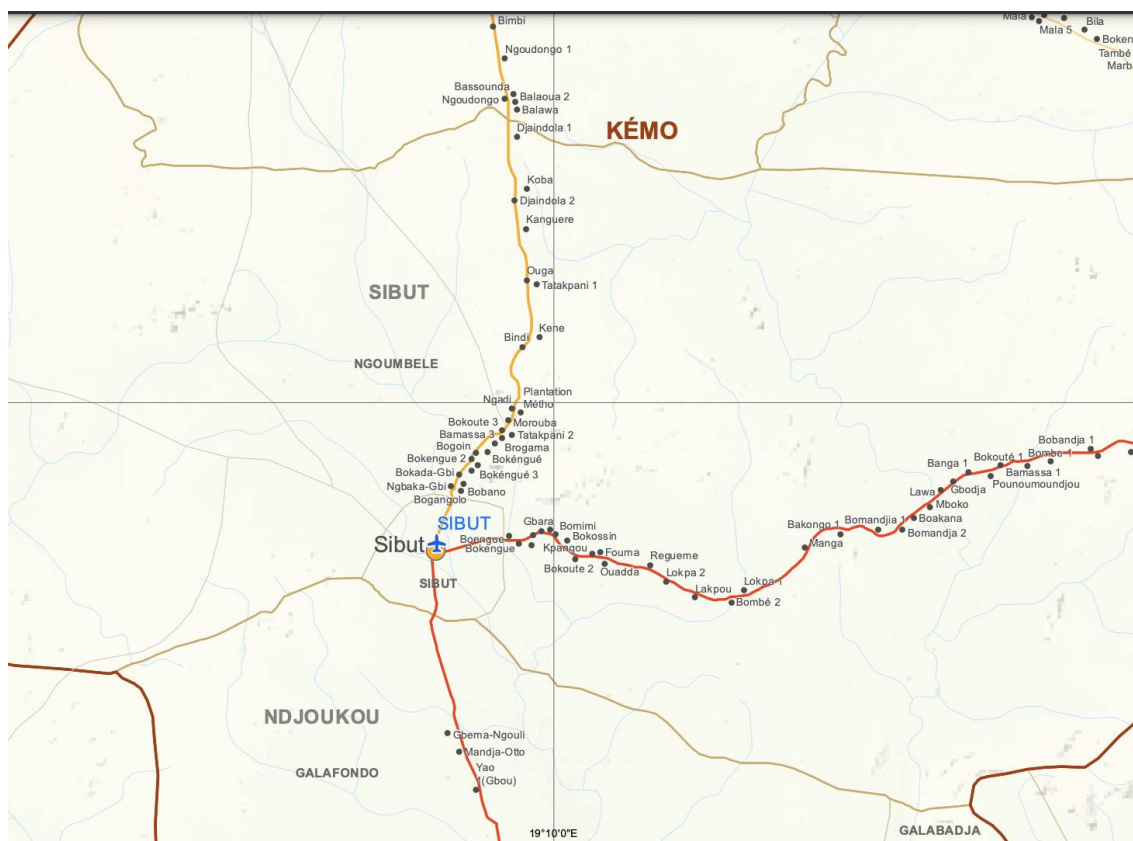 Bimbi
Mala
Bila
Mala 5
Boken
També
Marba
Ngoudongo 1
Bassounda
Balaoua 2
Ngoudongo
Balawa
Djaindola 1
KÉMO
Koba
Djaindola 2
Kanguere
Ouga
Tatakpani 1
SIBUT
Kene
Bindi
NGOUMBELE
Plantation
Ngadi
Métho
Bokoute 3
Morouba
Bamassa 3
Tatakpani 2
Bogoin
Brogama
Bokengue 2
Bokéngué
Bokada-Gbi
Bokéngué 3
Ngbaka-Gbi
Bobano
Bogangolo
Bobandja 1
Bokouté 1
Bombe 1
Banga 1
Bamassa 1
Gbodja
Pounoumoundjou
Lawa
Mboko
Boakana
Bomandjia 1
Bomandja 2
Bakongo 1
Manga
SIBUT
Sibut
Gbara
Bomimi
Boengue
Bokossin
Bokengue
Kpangou
Fouma
Bokoute 2
Ouadda
Regueme
Lokpa 2
Lokpa 1
Lakpou
Bombé 2
SIBUT
NDJOUKOU
Gbema-Ngouli
Mandja-Otto
GALAFONDO
Yao
1(Gbou)
19°10'0"E
GALABADJA